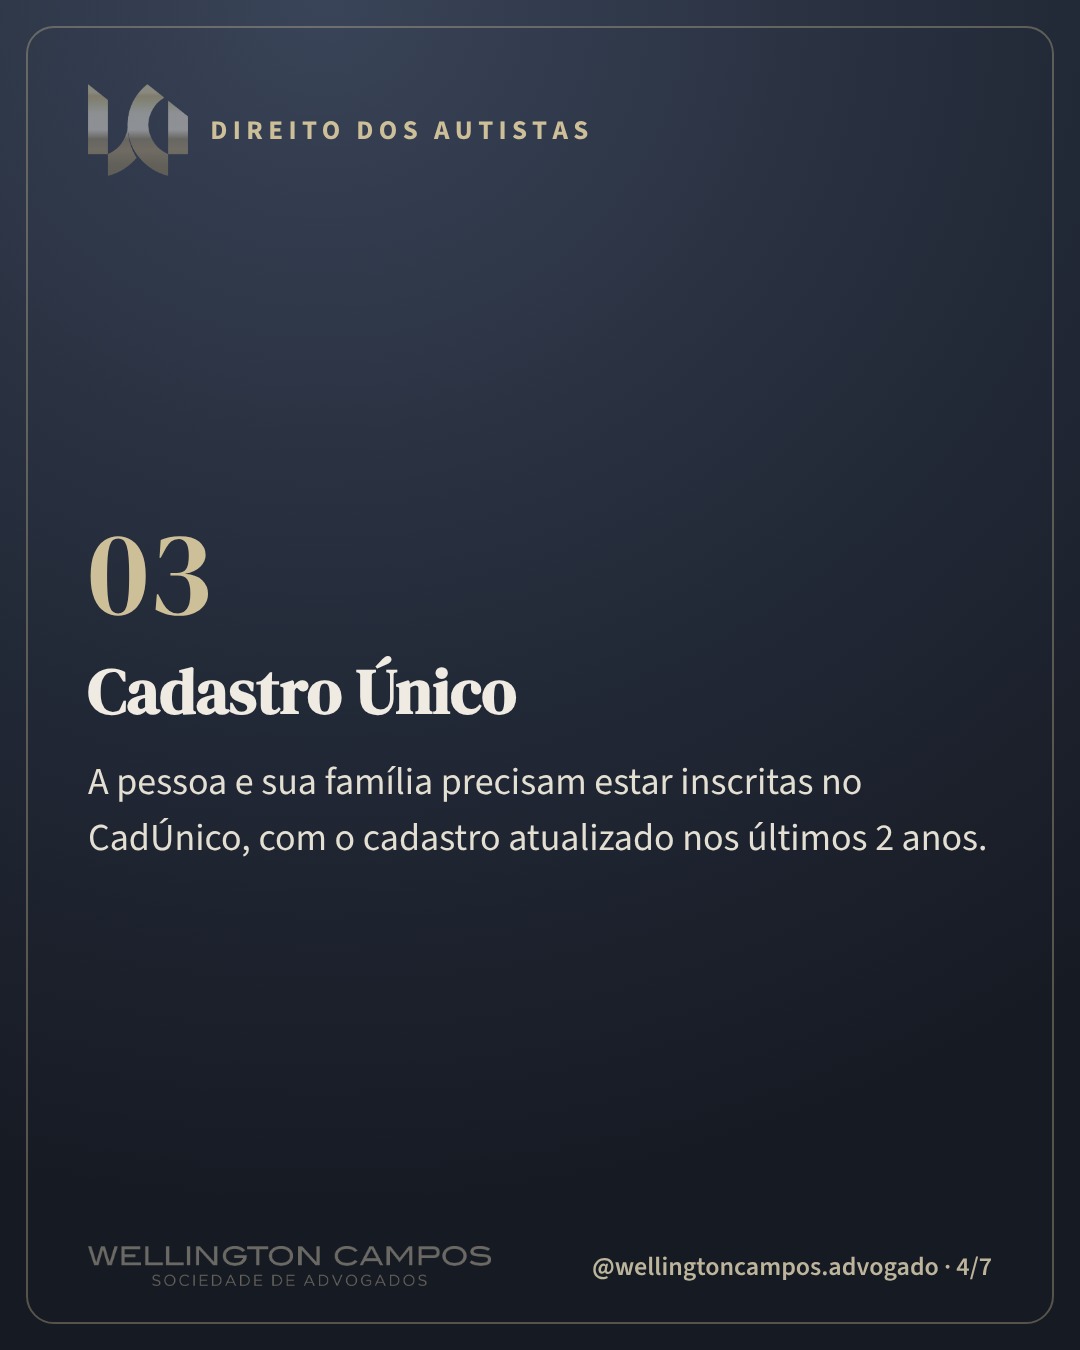 DIREITO DOS AUTISTAS
03
Cadastro Único
A pessoa e sua família precisam estar inscritas no
CadÚnico, com o cadastro atualizado nos últimos 2 anos.
WELLINGTON CAMPOS
SOCIEDADE DE ADVOGADOS
@wellingtoncampos.advogado · 4/7